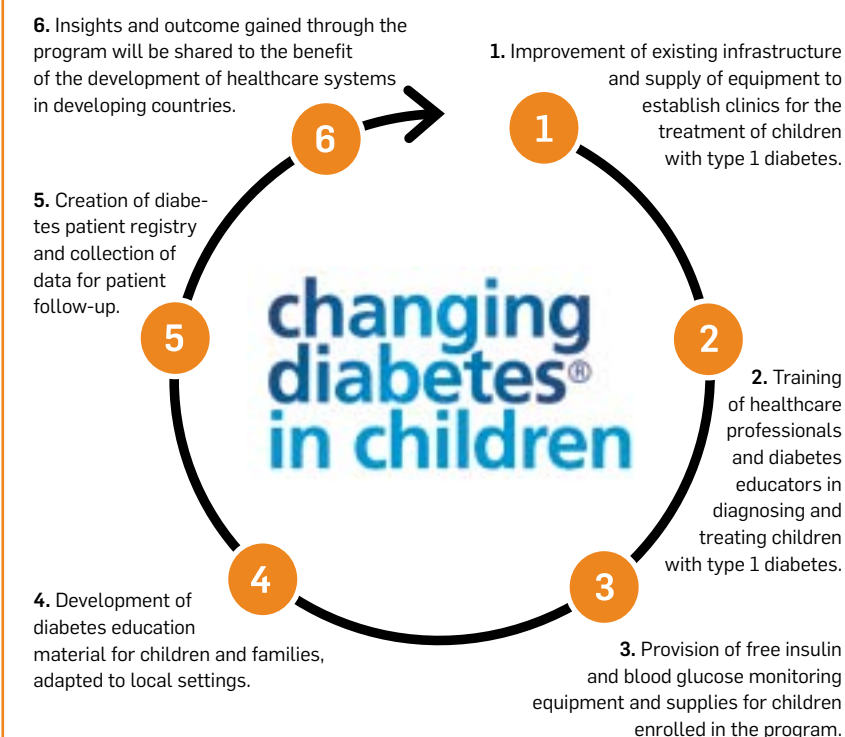 6. Insights and outcome gained through the
program will be shared to the benefit
of the development of healthcare systems
in developing countries.
1. Improvement of existing infrastructure
and supply of equipment to
establish clinics for the
treatment of children
with type 1 diabetes.
6
1
5. Creation of diabe-
tes patient registry
and collection of
data for patient
follow-up.
changing
diabetes®
in children
5
2
2. Training
of healthcare
professionals
and diabetes
educators in
diagnosing and
treating children
with type 1 diabetes.
4
3
4. Development of
diabetes education
material for children and families,
adapted to local settings.
3. Provision of free insulin
and blood glucose monitoring
equipment and supplies for children
enrolled in the program.